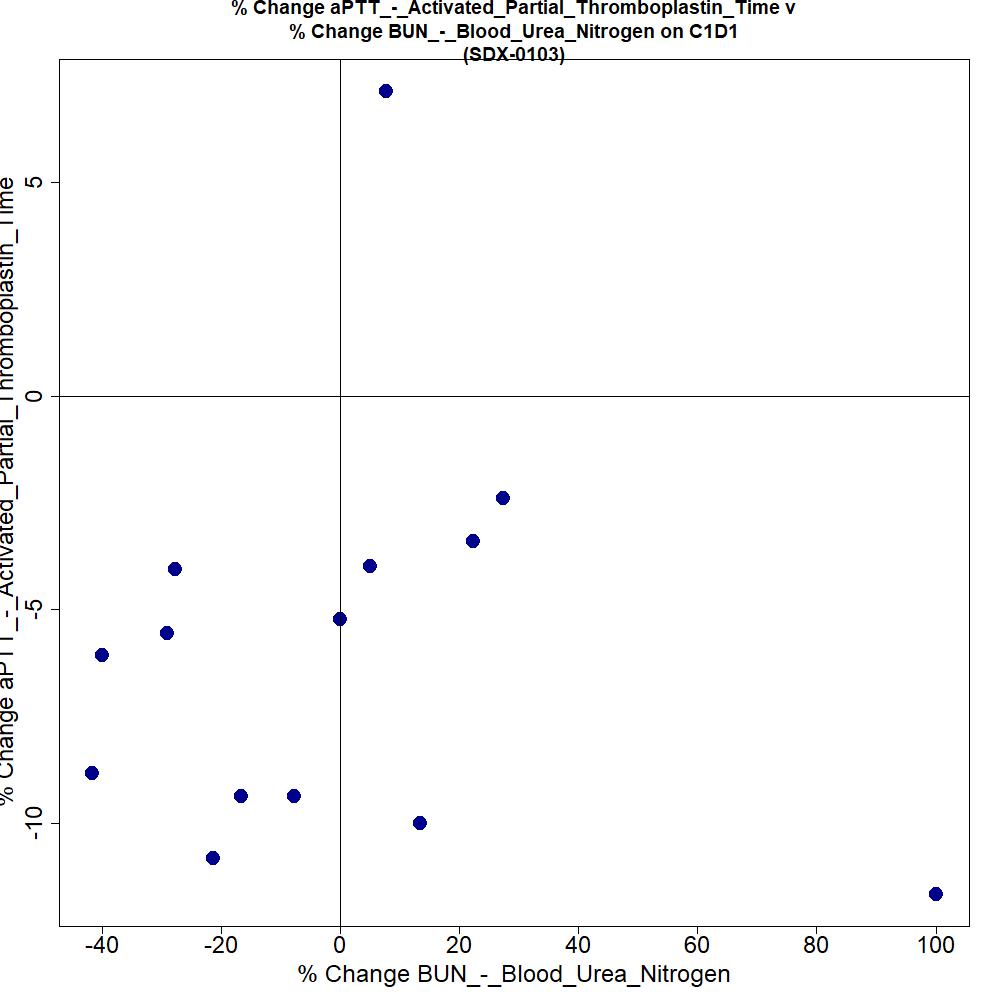 % Change aPTT_-_Activated_Partial_Thromboplastin_Time v
% Change BUN_-_Blood_Urea_Nitrogen on C1D1
(SDX-0103)
% Change aPTT_-_Activated_Partial_Thromboplastin_Time
5
0
-5
-10
-40 -20 0 20 40 60 80 100
% Change BUN_-_Blood_Urea_Nitrogen